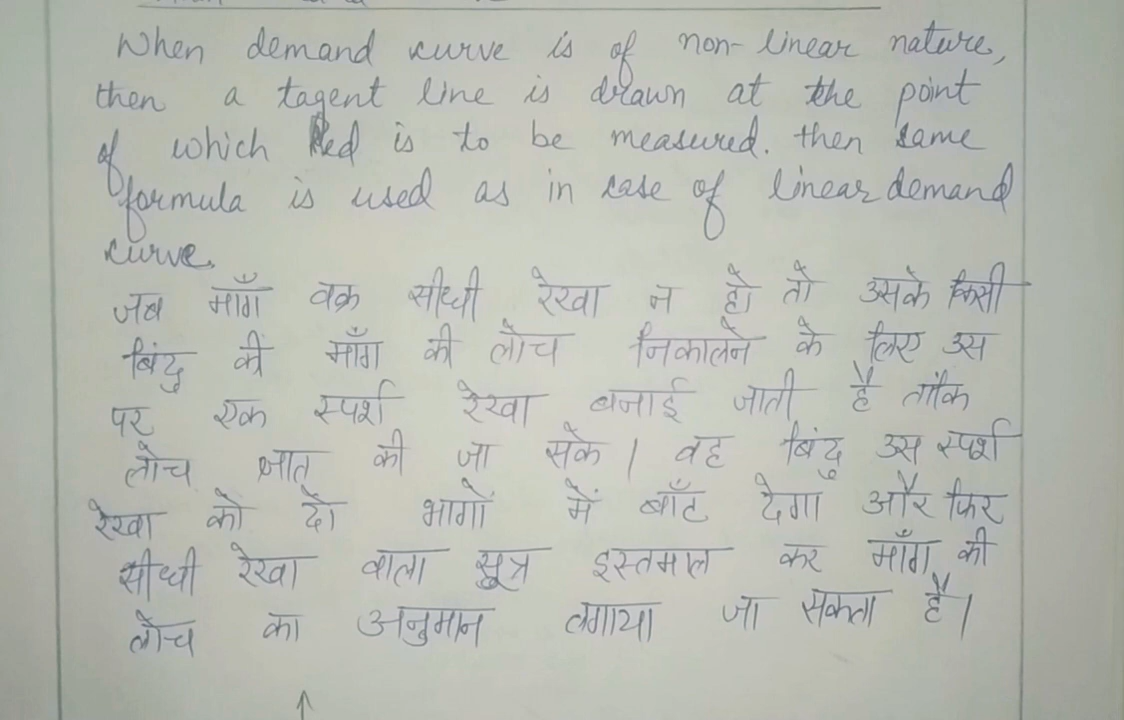 When demand curve is of non-linear nature,
then a tagent line is drawn at the point
of which ed is to be measured. then same
formula is used as in case of linear demand
curve.
जब माँग वक्र सीधी रेखा न हो तो उसके किसी
बिंदु की माँग की लोच निकालने के लिए उस
पर एक स्पर्श रेखा बनाई जाती है ताकि
लोच ज्ञात की जा सके। वह बिंदु उस स्पर्श
रेखा को दो भागों में बाँट देगा और फिर
सीधी रेखा वाला सूत्र इस्तमाल कर माँग की
लोच का अनुमान लगाया जा सकता है।